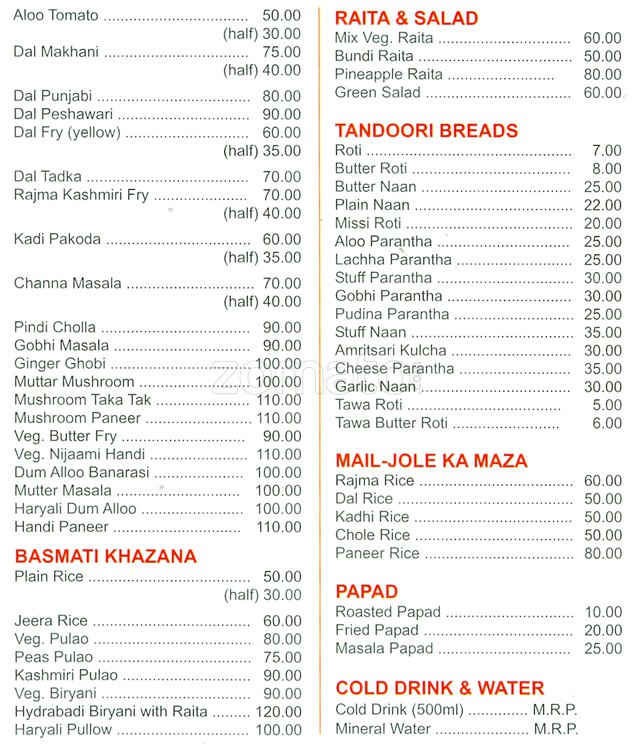 Aloo Tomato ................................ 50.00
(half) 30.00
Dal Makhani ................................ 75.00
(half) 40.00
Dal Punjabi ................................. 80.00
Dal Peshawari ............................. 90.00
Dal Fry (yellow) ........................... 60.00
(half) 35.00
Dal Tadka .................................... 70.00
Rajma Kashmiri Fry .................... 70.00
(half) 40.00
Kadi Pakoda ................................ 60.00
(half) 35.00
Channa Masala ............................ 70.00
(half) 40.00
Pindi Cholla ................................. 90.00
Gobhi Masala .............................. 90.00
Ginger Ghobi ............................... 100.00
Muttar Mushroom ........................ 100.00
Mushroom Taka Tak .................... 110.00
Mushroom Paneer ........................ 110.00
Veg. Butter Fry ........................... 90.00
Veg. Nijaami Handi ...................... 110.00
Dum Alloo Banarasi ..................... 100.00
Mutter Masala ............................ 100.00
Haryali Dum Alloo ....................... 100.00
Handi Paneer .............................. 110.00
BASMATI KHAZANA
Plain Rice .................................... 50.00
(half) 30.00
Jeera Rice ................................... 60.00
Veg. Pulao ................................... 80.00
Peas Pulao .................................. 75.00
Kashmiri Pulao ............................ 90.00
Veg. Biryani ................................. 90.00
Hydrabadi Biryani with Raita ........ 120.00
Haryali Pullow .............................. 100.00
RAITA & SALAD
Mix Veg. Raita ............................. 60.00
Bundi Raita .................................. 50.00
Pineapple Raita ........................ 80.00
Green Salad ................................ 60.00
TANDOORI BREADS
Roti .............................................. 7.00
Butter Roti ................................... 8.00
Butter Naan ................................. 25.00
Plain Naan ................................... 22.00
Missi Roti ..................................... 20.00
Aloo Parantha ............................. 25.00
Lachha Parantha ......................... 25.00
Stuff Parantha ............................. 30.00
Gobhi Parantha ........................... 30.00
Pudina Parantha .......................... 25.00
Stuff Naan ................................... 35.00
Amritsari Kulcha .......................... 30.00
Cheese Parantha ......................... 35.00
Garlic Naan ................................. 30.00
Tawa Roti .................................. 5.00
Tawa Butter Roti ........................ 6.00
MAIL-JOLE KA MAZA
Rajma Rice .................................. 60.00
Dal Rice ....................................... 50.00
Kadhi Rice ................................... 50.00
Chole Rice ................................... 50.00
Paneer Rice ................................. 80.00
PAPAD
Roasted Papad ............................ 10.00
Fried Papad ................................. 20.00
Masala Papad .............................. 25.00
COLD DRINK & WATER
Cold Drink (500ml) ............. M.R.P.
Mineral Water ..................... M.R.P.